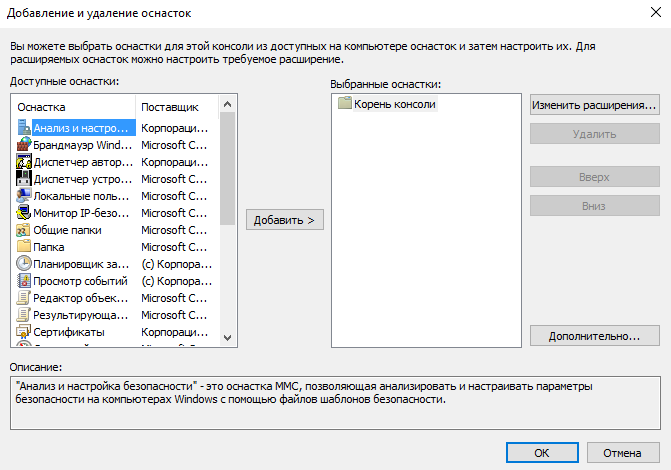 Добавление и удаление оснасток
Вы можете выбрать оснастки для этой консоли из доступных на компьютере оснасток и затем настроить их. Для
расширяемых оснасток можно настроить требуемое расширение.
Доступные оснастки:
Оснастка Поставщик
Анализ и настро... Корпораци...
Брандмауэр Wind... Microsoft C...
Диспетчер автор... Microsoft C...
Диспетчер устро... Microsoft C...
Локальные поль... Microsoft C...
Монитор IP-безо... Microsoft C...
Общие папки Microsoft C...
Папка Microsoft C...
Планировщик за... (c) Корпора...
Просмотр событий (c) Корпора...
Редактор объек... Microsoft C...
Результирующа... Microsoft C...
Сертификаты Корпораци...
Добавить >
Выбранные оснастки:
Корень консоли
Изменить расширения...
Удалить
Вверх
Вниз
Дополнительно...
Описание:
"Анализ и настройка безопасности" - это оснастка MMC, позволяющая анализировать и настраивать параметры
безопасности на компьютерах Windows с помощью файлов шаблонов безопасности.
ОК Отмена